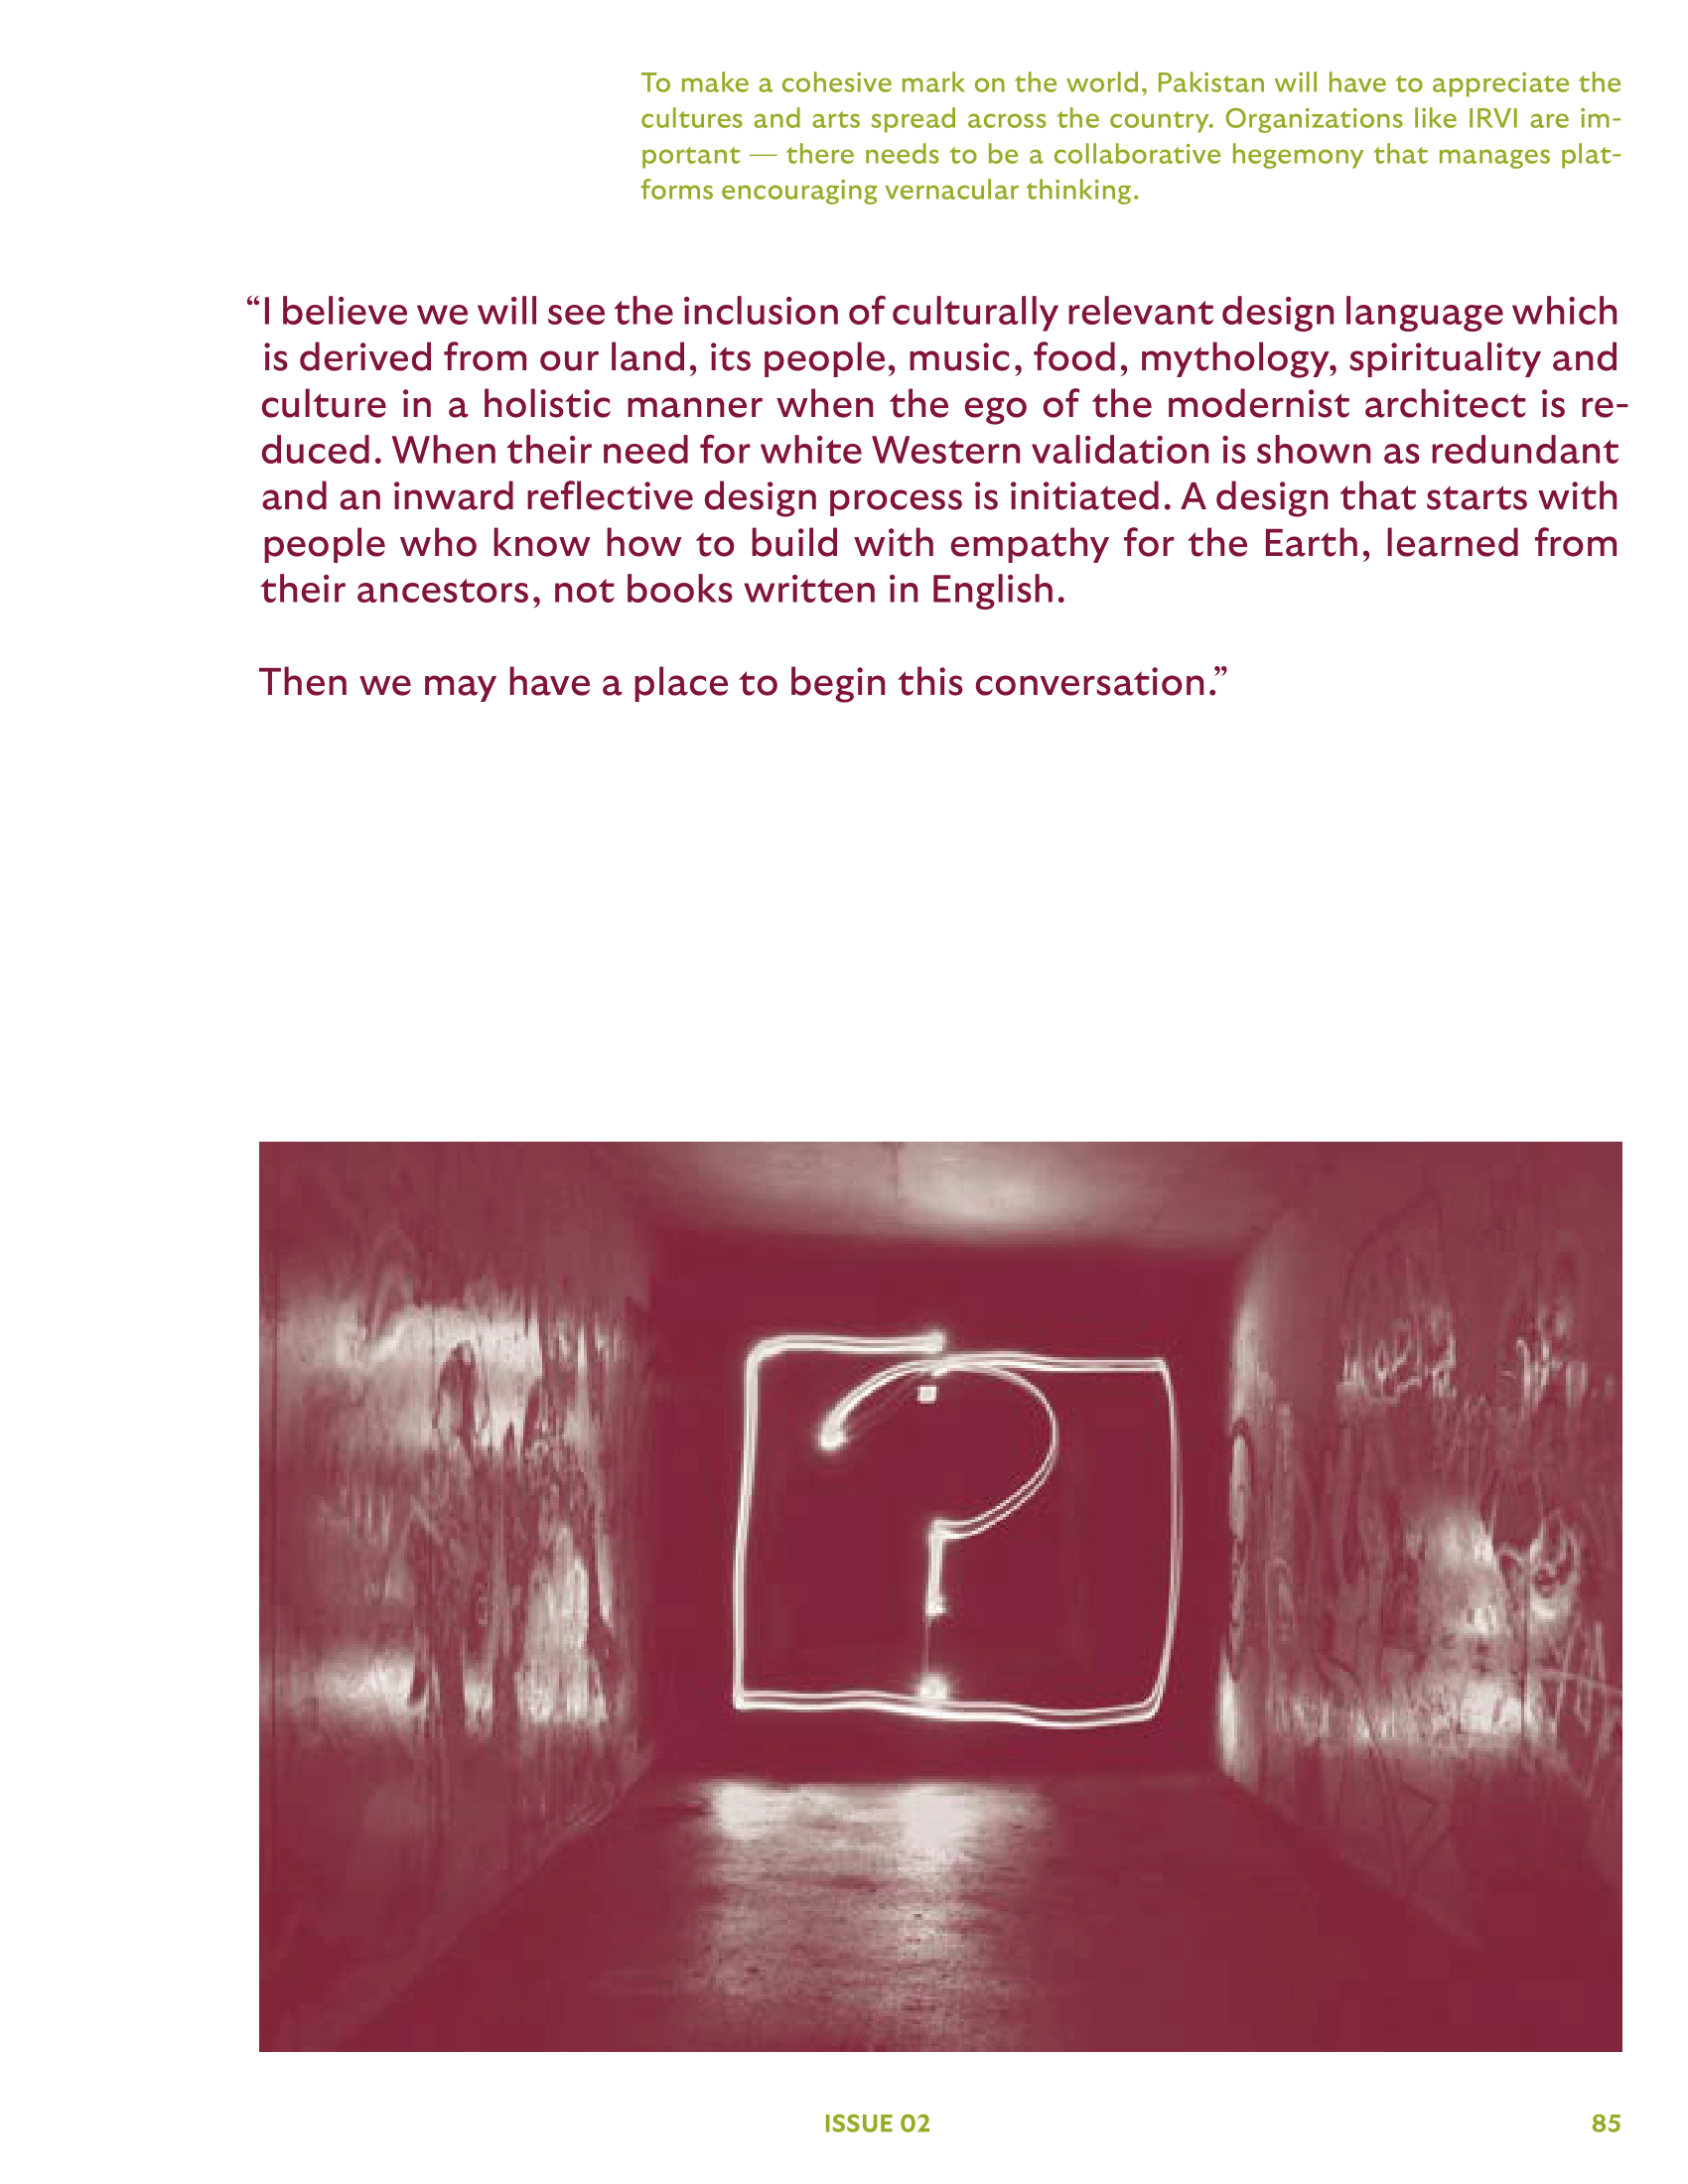 To make a cohesive mark on the world, Pakistan will have to appreciate the
cultures and arts spread across the country. Organizations like IRVI are im-
portant — there needs to be a collaborative hegemony that manages plat-
forms encouraging vernacular thinking.
“I believe we will see the inclusion of culturally relevant design language which
is derived from our land, its people, music, food, mythology, spirituality and
culture in a holistic manner when the ego of the modernist architect is re-
duced. When their need for white Western validation is shown as redundant
and an inward reflective design process is initiated. A design that starts with
people who know how to build with empathy for the Earth, learned from
their ancestors, not books written in English.
Then we may have a place to begin this conversation.”
?
ISSUE 02
85